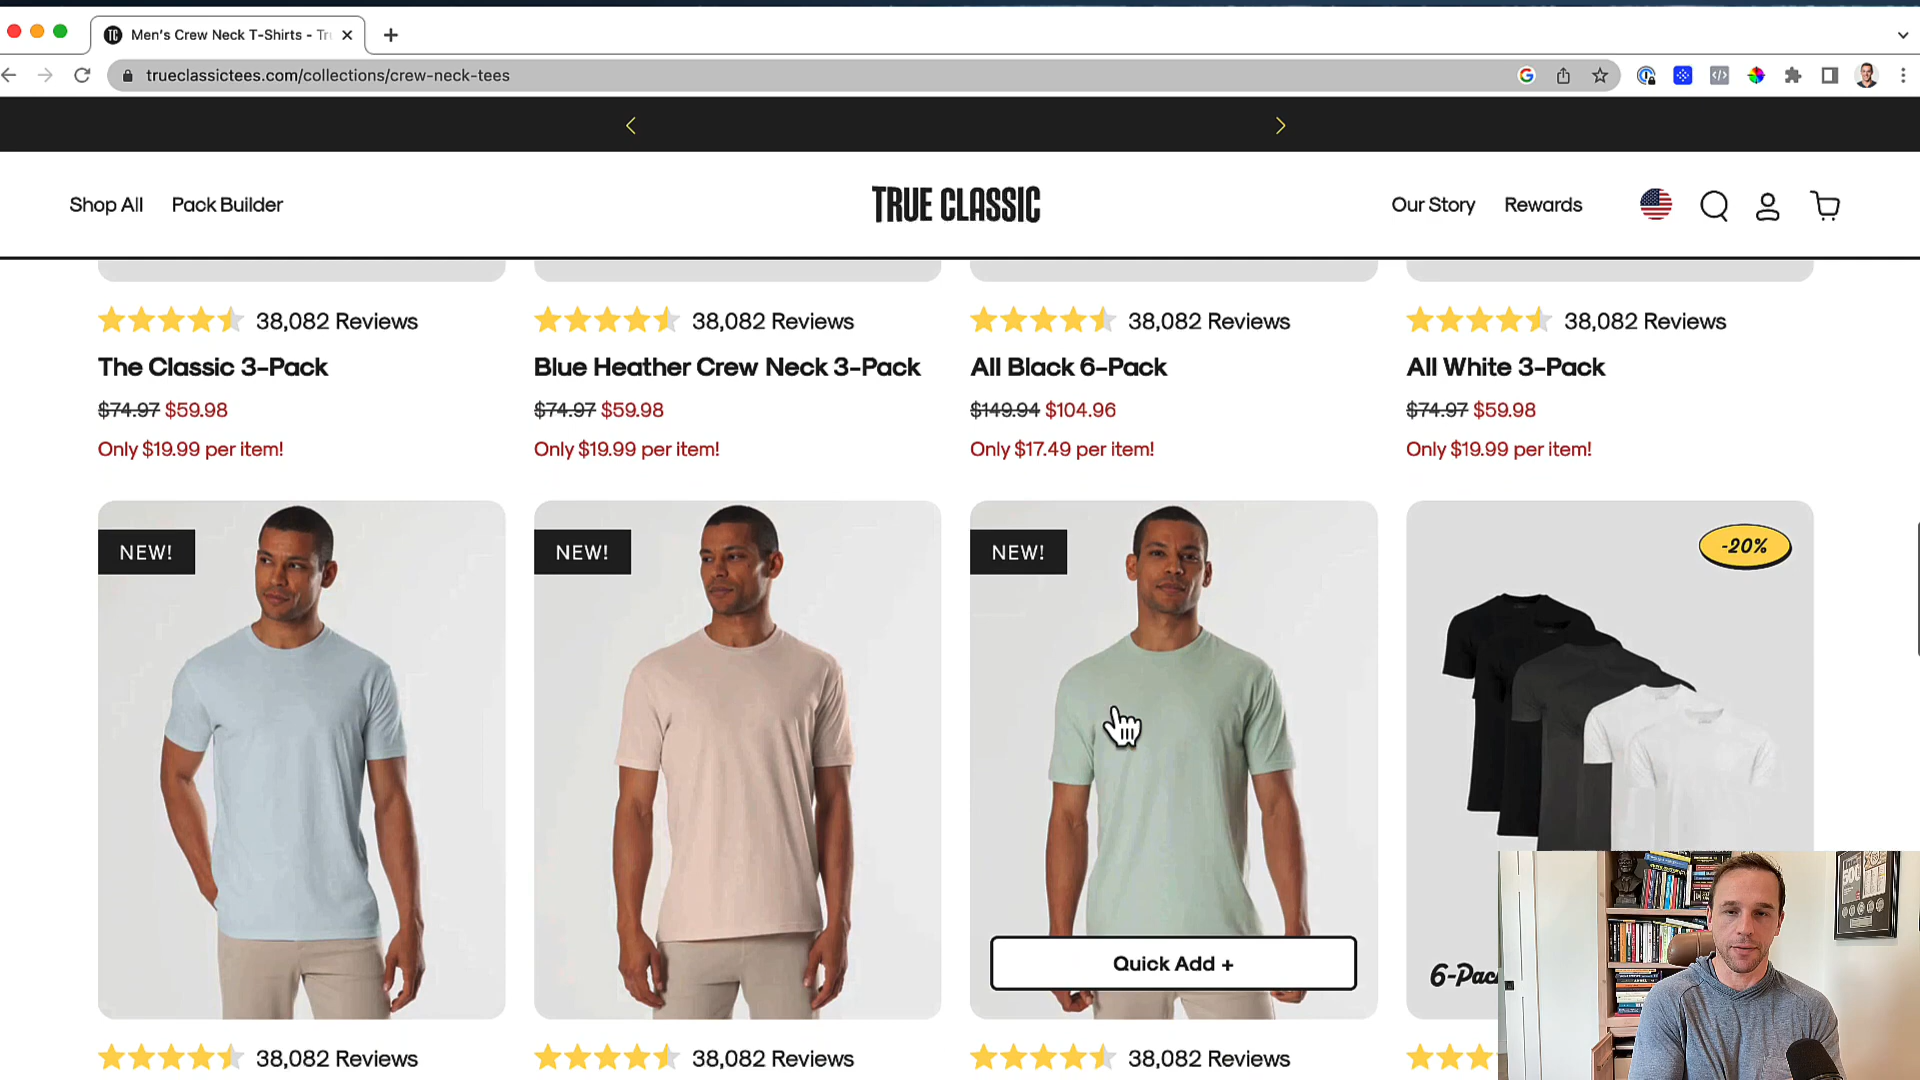 Men's Crew Neck T-Shirts - Tr
trueclassictees.com/collections/crew-neck-tees
Shop All Pack Builder TRUE CLASSIC Our Story Rewards
38,082 Reviews 38,082 Reviews 38,082 Reviews 38,082 Reviews
The Classic 3-Pack Blue Heather Crew Neck 3-Pack All Black 6-Pack All White 3-Pack
$74.97 $59.98 $74.97 $59.98 $149.94 $104.96 $74.97 $59.98
Only $19.99 per item! Only $19.99 per item! Only $17.49 per item! Only $19.99 per item!
NEW! NEW! NEW! -20%
Quick Add +
6-Pac
38,082 Reviews 38,082 Reviews 38,082 Reviews